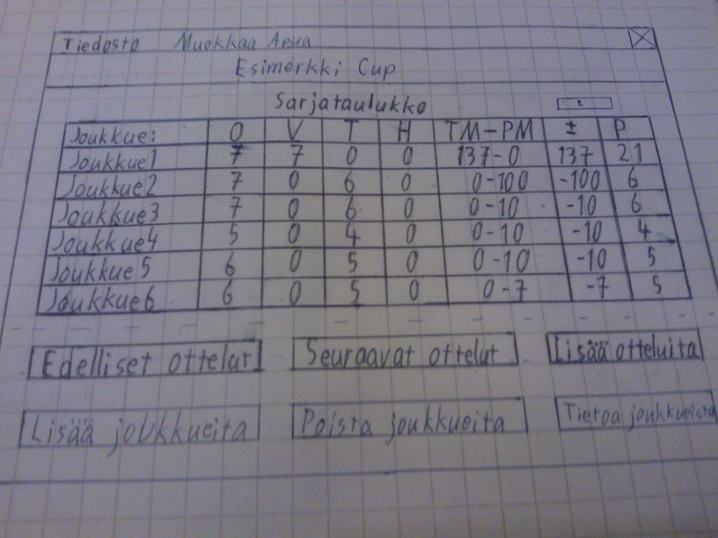 Tiedosto Muokkaa Apua
Esimerkki Cup
Sarjataulukko
Joukkue: O V T H TM-PM ± P
Joukkue1 7 7 0 0 137-0 137 21
Joukkue2 7 0 6 0 0-100 -100 6
Joukkue3 7 0 6 0 0-10 -10 6
Joukkue4 5 0 4 0 0-10 -10 4
Joukkue5 6 0 5 0 0-10 -10 5
Joukkue6 6 0 5 0 0-7 -7 5
Edelliset ottelut Seuraavat ottelut Lisää otteluita
Lisää joukkueita Poista joukkueita Tietoa joukkueista